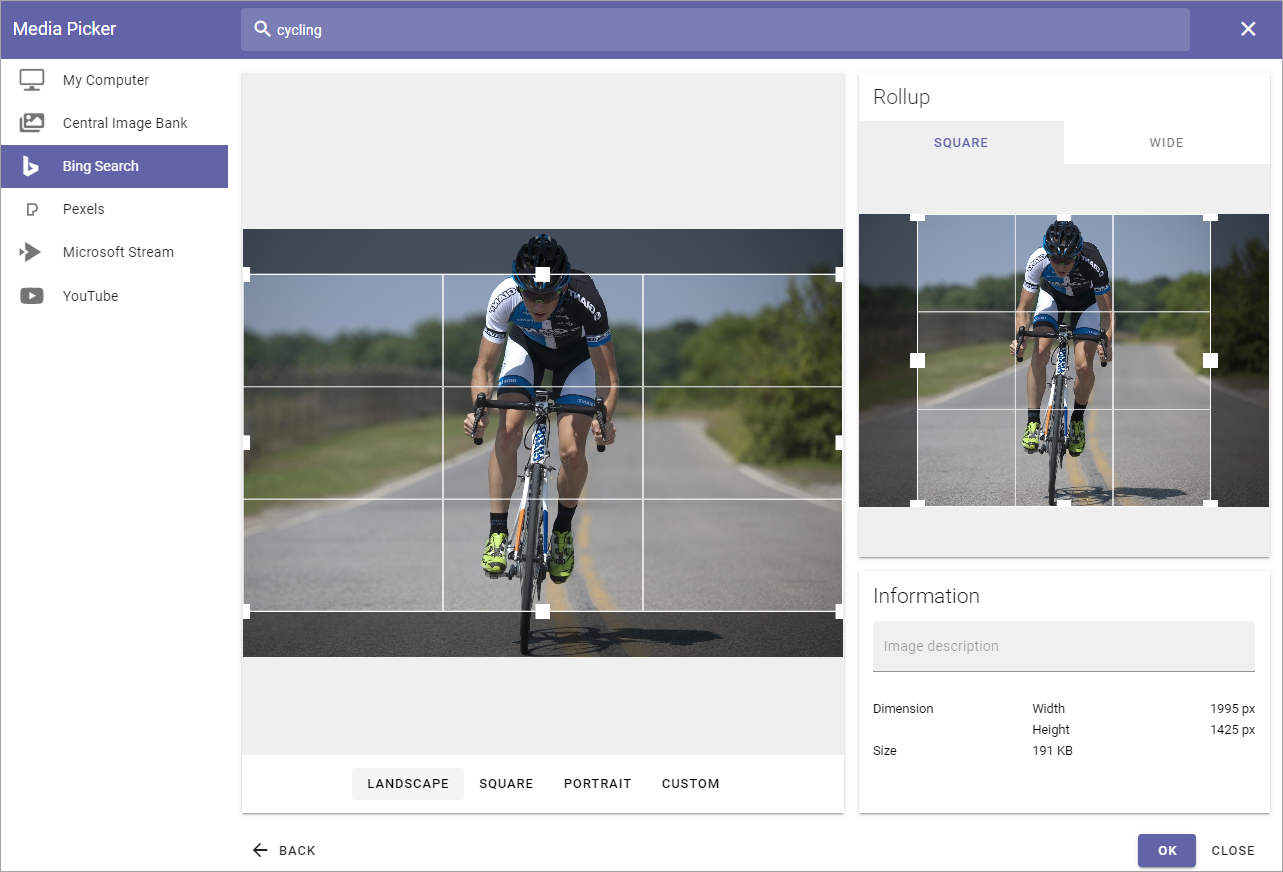 Media Picker
cycling
My Computer
Central Image Bank
Bing Search
Pexels
Microsoft Stream
YouTube
GIANT
LANDSCAPE
SQUARE
PORTRAIT
CUSTOM
BACK
Rollup
SQUARE
WIDE
Information
Image description
Dimension Width 1995 px
Height 1425 px
Size 191 KB
OK
CLOSE